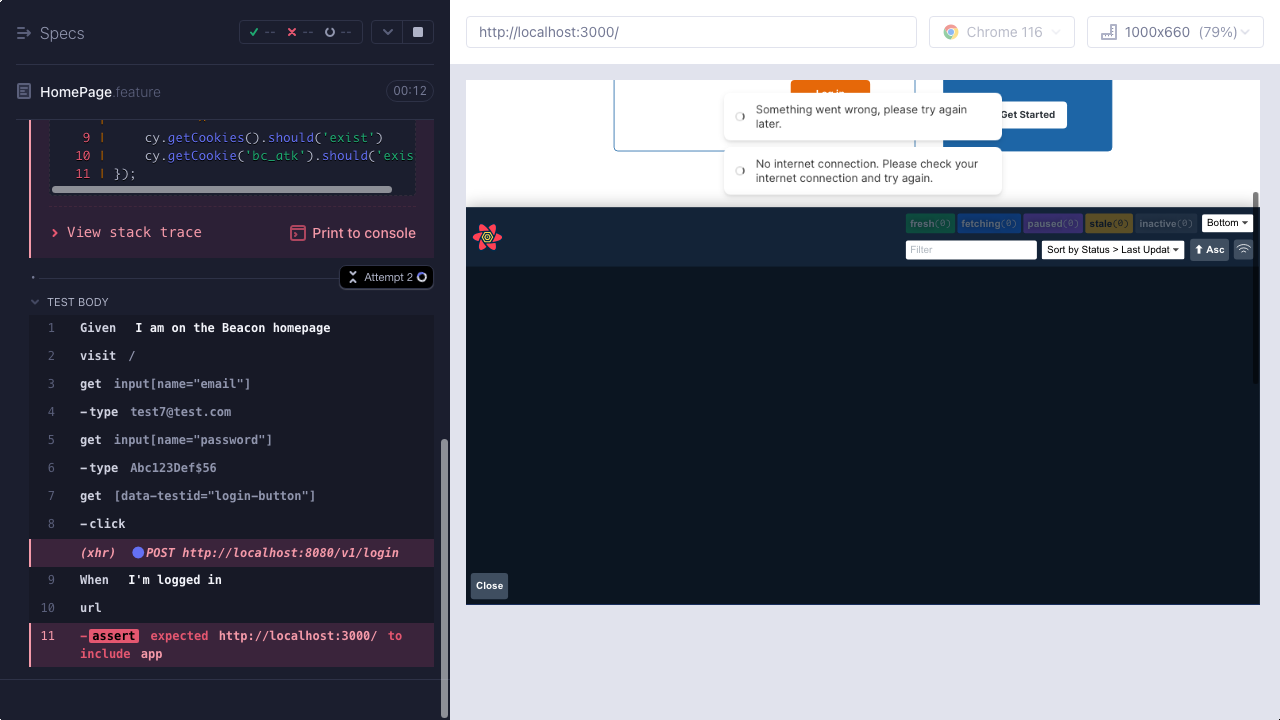 Specs
--
--
--
HomePage.feature
00:12
9 | cy.getCookies().should('exist')
10 | cy.getCookie('bc_atk').should('exis
11 | });
View stack trace
Print to console
Attempt 2
TEST BODY
1 Given I am on the Beacon homepage
2 visit /
3 get input[name="email"]
4 -type test7@test.com
5 get input[name="password"]
6 -type Abc123Def$56
7 get [data-testid="login-button"]
8 -click
(xhr) POST http://localhost:8080/v1/login
9 When I'm logged in
10 url
11 -assert expected http://localhost:3000/ to
include app
http://localhost:3000/
Chrome 116
1000x660 (79%)
Log in
Something went wrong, please try again
later.
Get Started
No internet connection. Please check your
internet connection and try again.
fresh(0) fetching(0) paused(0) stale(0) inactive(0) Bottom
Filter
Sort by Status > Last Updat
Asc
Close